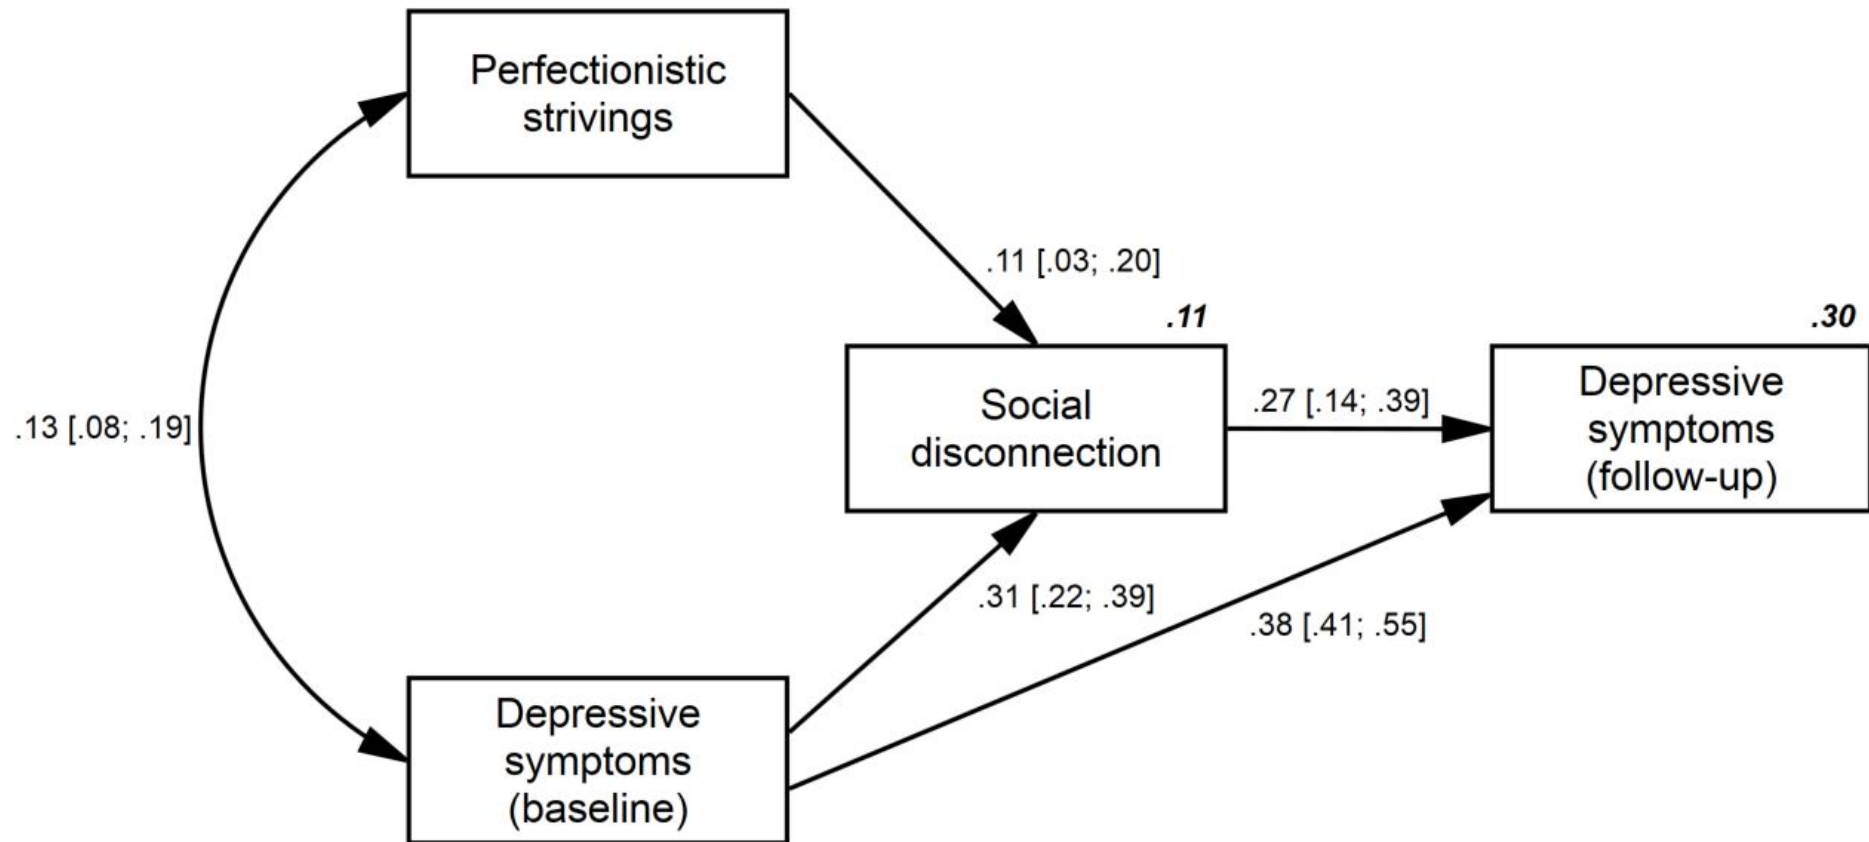 Perfectionistic
strivings
.11 [.03; .20]
.11
.30
Social
disconnection
.27 [.14; .39]
Depressive
symptoms
(follow-up)
.13 [.08; .19]
.31 [.22; .39]
.38 [.41; .55]
Depressive
symptoms
(baseline)